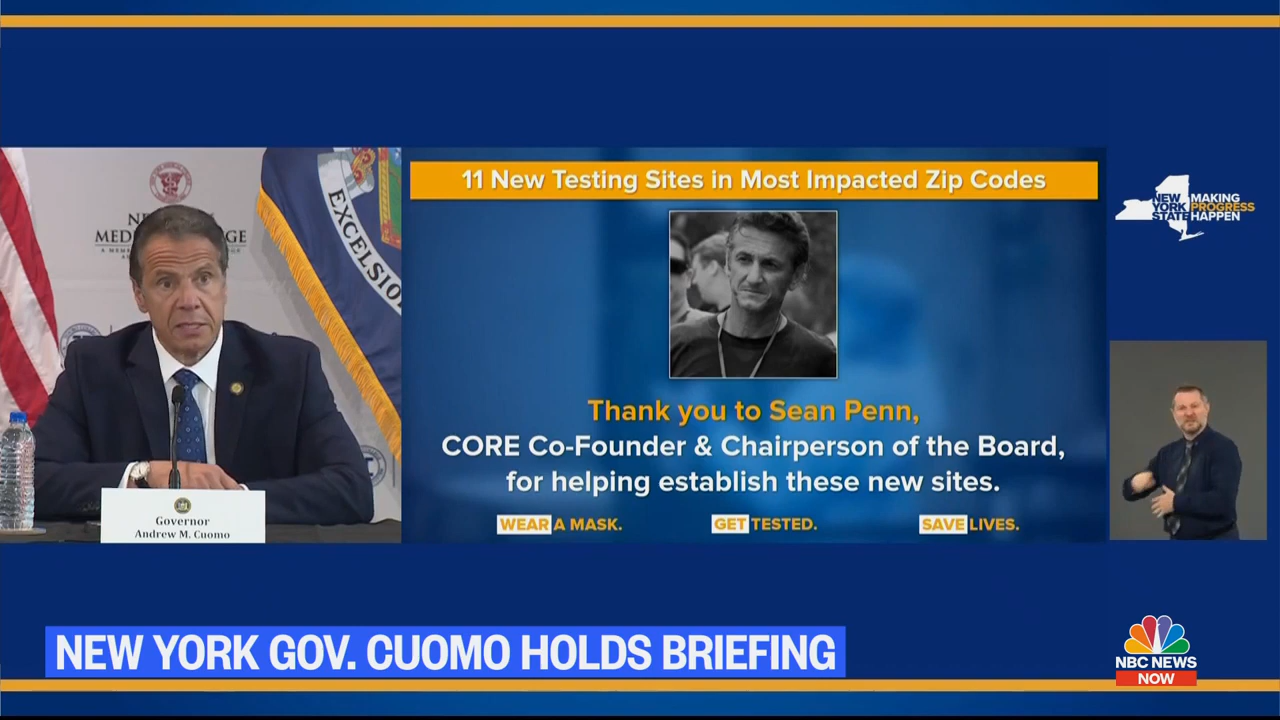 11 New Testing Sites in Most Impacted Zip Codes
Thank you to Sean Penn,
CORE Co-Founder & Chairperson of the Board,
for helping establish these new sites.
WEAR A MASK. GET TESTED. SAVE LIVES.
EXCELSIO
Governor
Andrew M. Cuomo
NEW YORK STATE
MAKING PROGRESS HAPPEN
NEW YORK GOV. CUOMO HOLDS BRIEFING
NBC NEWS
NOW